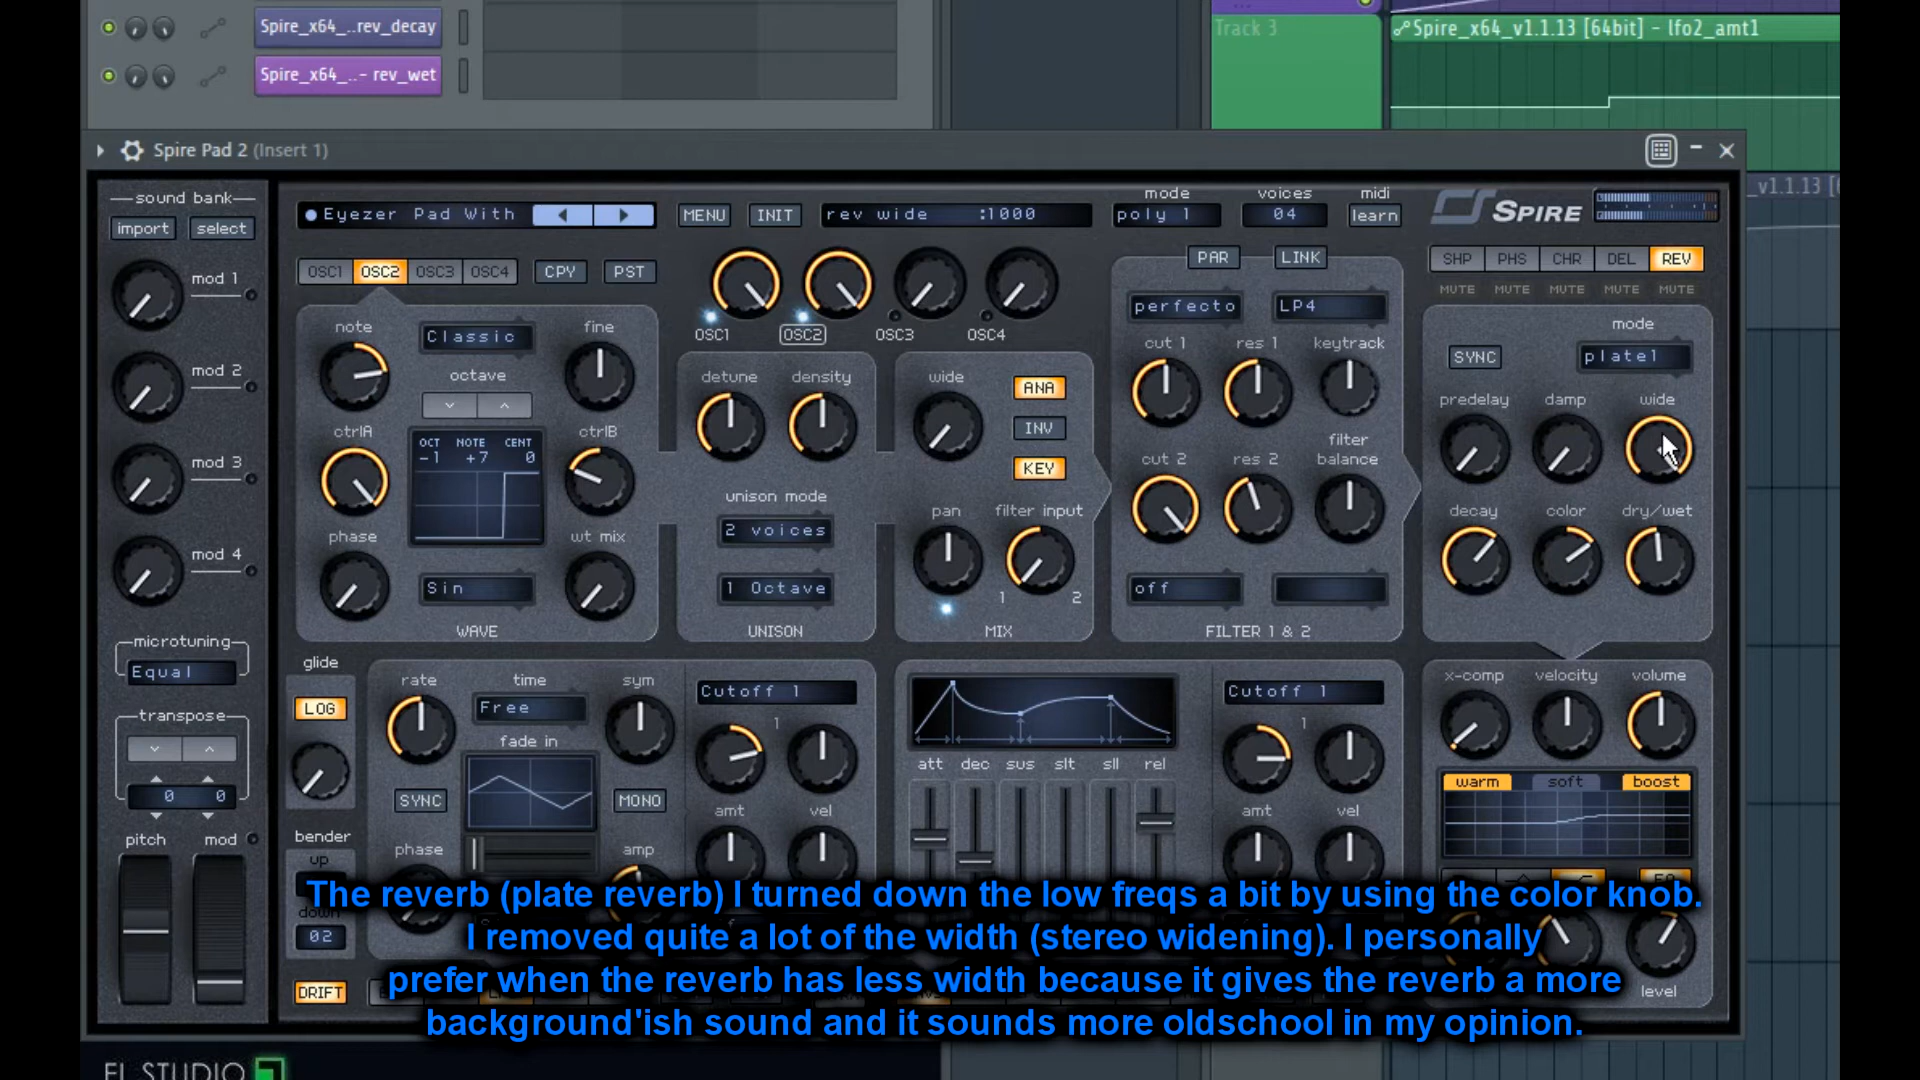 Spire_x64_..rev_decay
Spire_x64_..- rev_wet
Track 3
Spire_x64_v1.1.13 [64bit] - lfo2_amt1
Spire Pad 2 (Insert 1)
_v1.1.13 [6
sound bank
import select
mod 1
mod 2
mod 3
mod 4
microtuning
Equal
transpose
0 0
pitch mod
Eyezer Pad With
MENU INIT
rev wide :1000
mode
poly 1
voices
04
midi
learn
SPIRE
OSC1 OSC2 OSC3 OSC4 CPY PST
OSC1 OSC2 OSC3 OSC4
PAR LINK
SHP PHS CHR DEL REV
MUTE MUTE MUTE MUTE MUTE
note
Classic
fine
octave
ctrlA
OCT NOTE CENT
-1 +7 0
ctrlB
phase
Sin
wt mix
WAVE
detune density
unison mode
2 voices
1 Octave
UNISON
wide
ANA
INV
KEY
pan filter input
1 2
MIX
perfecto LP4
cut 1 res 1 keytrack
cut 2 res 2 filter balance
off
FILTER 1 & 2
mode
SYNC plate1
predelay damp wide
decay color dry/wet
glide
LOG
bender
up
down
02
DRIFT
rate time sym
Free
fade in
SYNC MONO
phase amp
Cutoff 1
1
amt vel
att dec sus slt sll rel
Cutoff 1
1
amt vel
x-comp velocity volume
warm soft boost
EQ
level
The reverb (plate reverb) I turned down the low freqs a bit by using the color knob.
I removed quite a lot of the width (stereo widening). I personally
prefer when the reverb has less width because it gives the reverb a more
background'ish sound and it sounds more oldschool in my opinion.
FL STUDIO